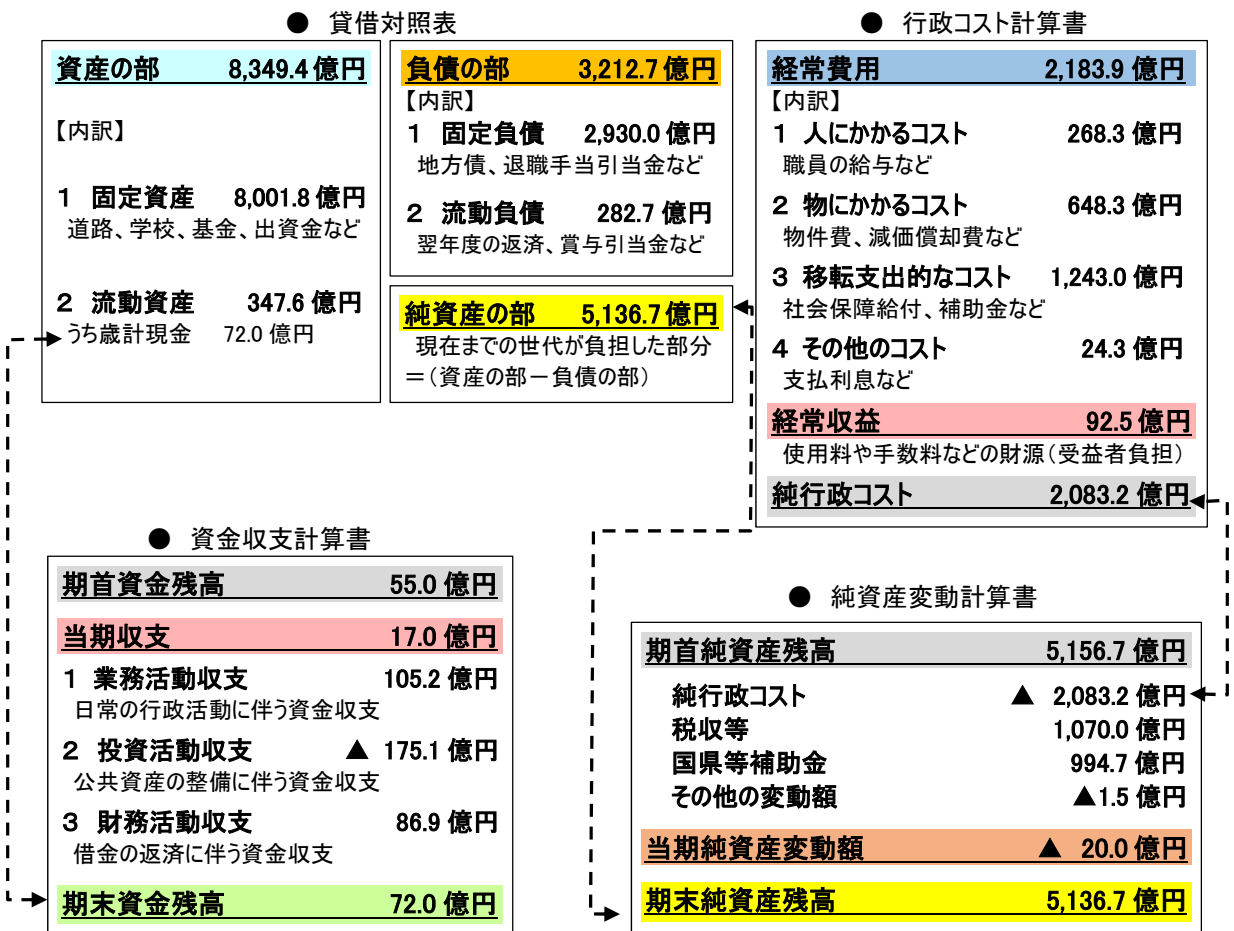 ● 貸借対照表
資産の部 8,349.4億円
【内訳】
1 固定資産 8,001.8億円
道路、学校、基金、出資金など
2 流動資産 347.6億円
うち歳計現金 72.0億円
負債の部 3,212.7億円
【内訳】
1 固定負債 2,930.0億円
地方債、退職手当引当金など
2 流動負債 282.7億円
翌年度の返済、賞与引当金など
純資産の部 5,136.7億円
現在までの世代が負担した部分
=(資産の部-負債の部)
● 行政コスト計算書
経常費用 2,183.9億円
【内訳】
1 人にかかるコスト 268.3億円
職員の給与など
2 物にかかるコスト 648.3億円
物件費、減価償却費など
3 移転支出的なコスト 1,243.0億円
社会保障給付、補助金など
4 その他のコスト 24.3億円
支払利息など
経常収益 92.5億円
使用料や手数料などの財源(受益者負担)
純行政コスト 2,083.2億円
● 資金収支計算書
期首資金残高 55.0億円
当期収支 17.0億円
1 業務活動収支 105.2億円
日常の行政活動に伴う資金収支
2 投資活動収支 ▲ 175.1億円
公共資産の整備に伴う資金収支
3 財務活動収支 86.9億円
借金の返済に伴う資金収支
期末資金残高 72.0億円
● 純資産変動計算書
期首純資産残高 5,156.7億円
純行政コスト ▲ 2,083.2億円
税収等 1,070.0億円
国県等補助金 994.7億円
その他の変動額 ▲1.5億円
当期純資産変動額 ▲ 20.0億円
期末純資産残高 5,136.7億円